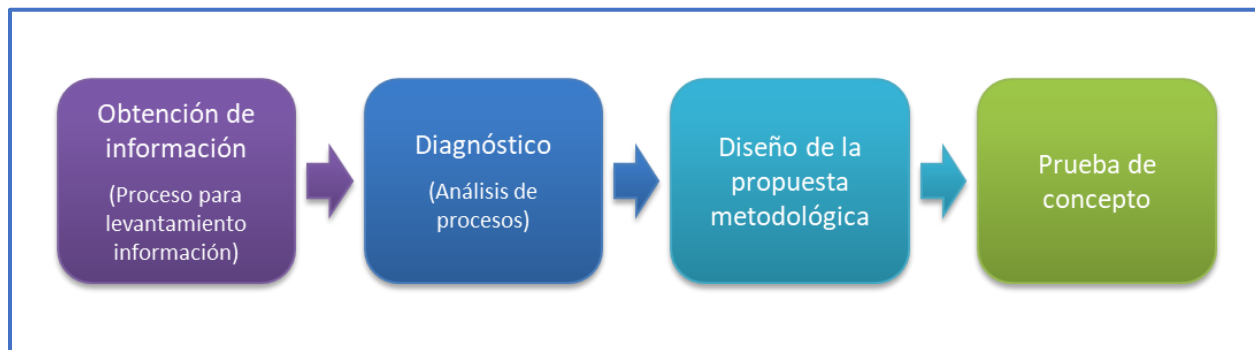 Obtención de
información
(Proceso para
levantamiento
información)
Diagnóstico
(Análisis de
procesos)
Diseño de la
propuesta
metodológica
Prueba de
concepto